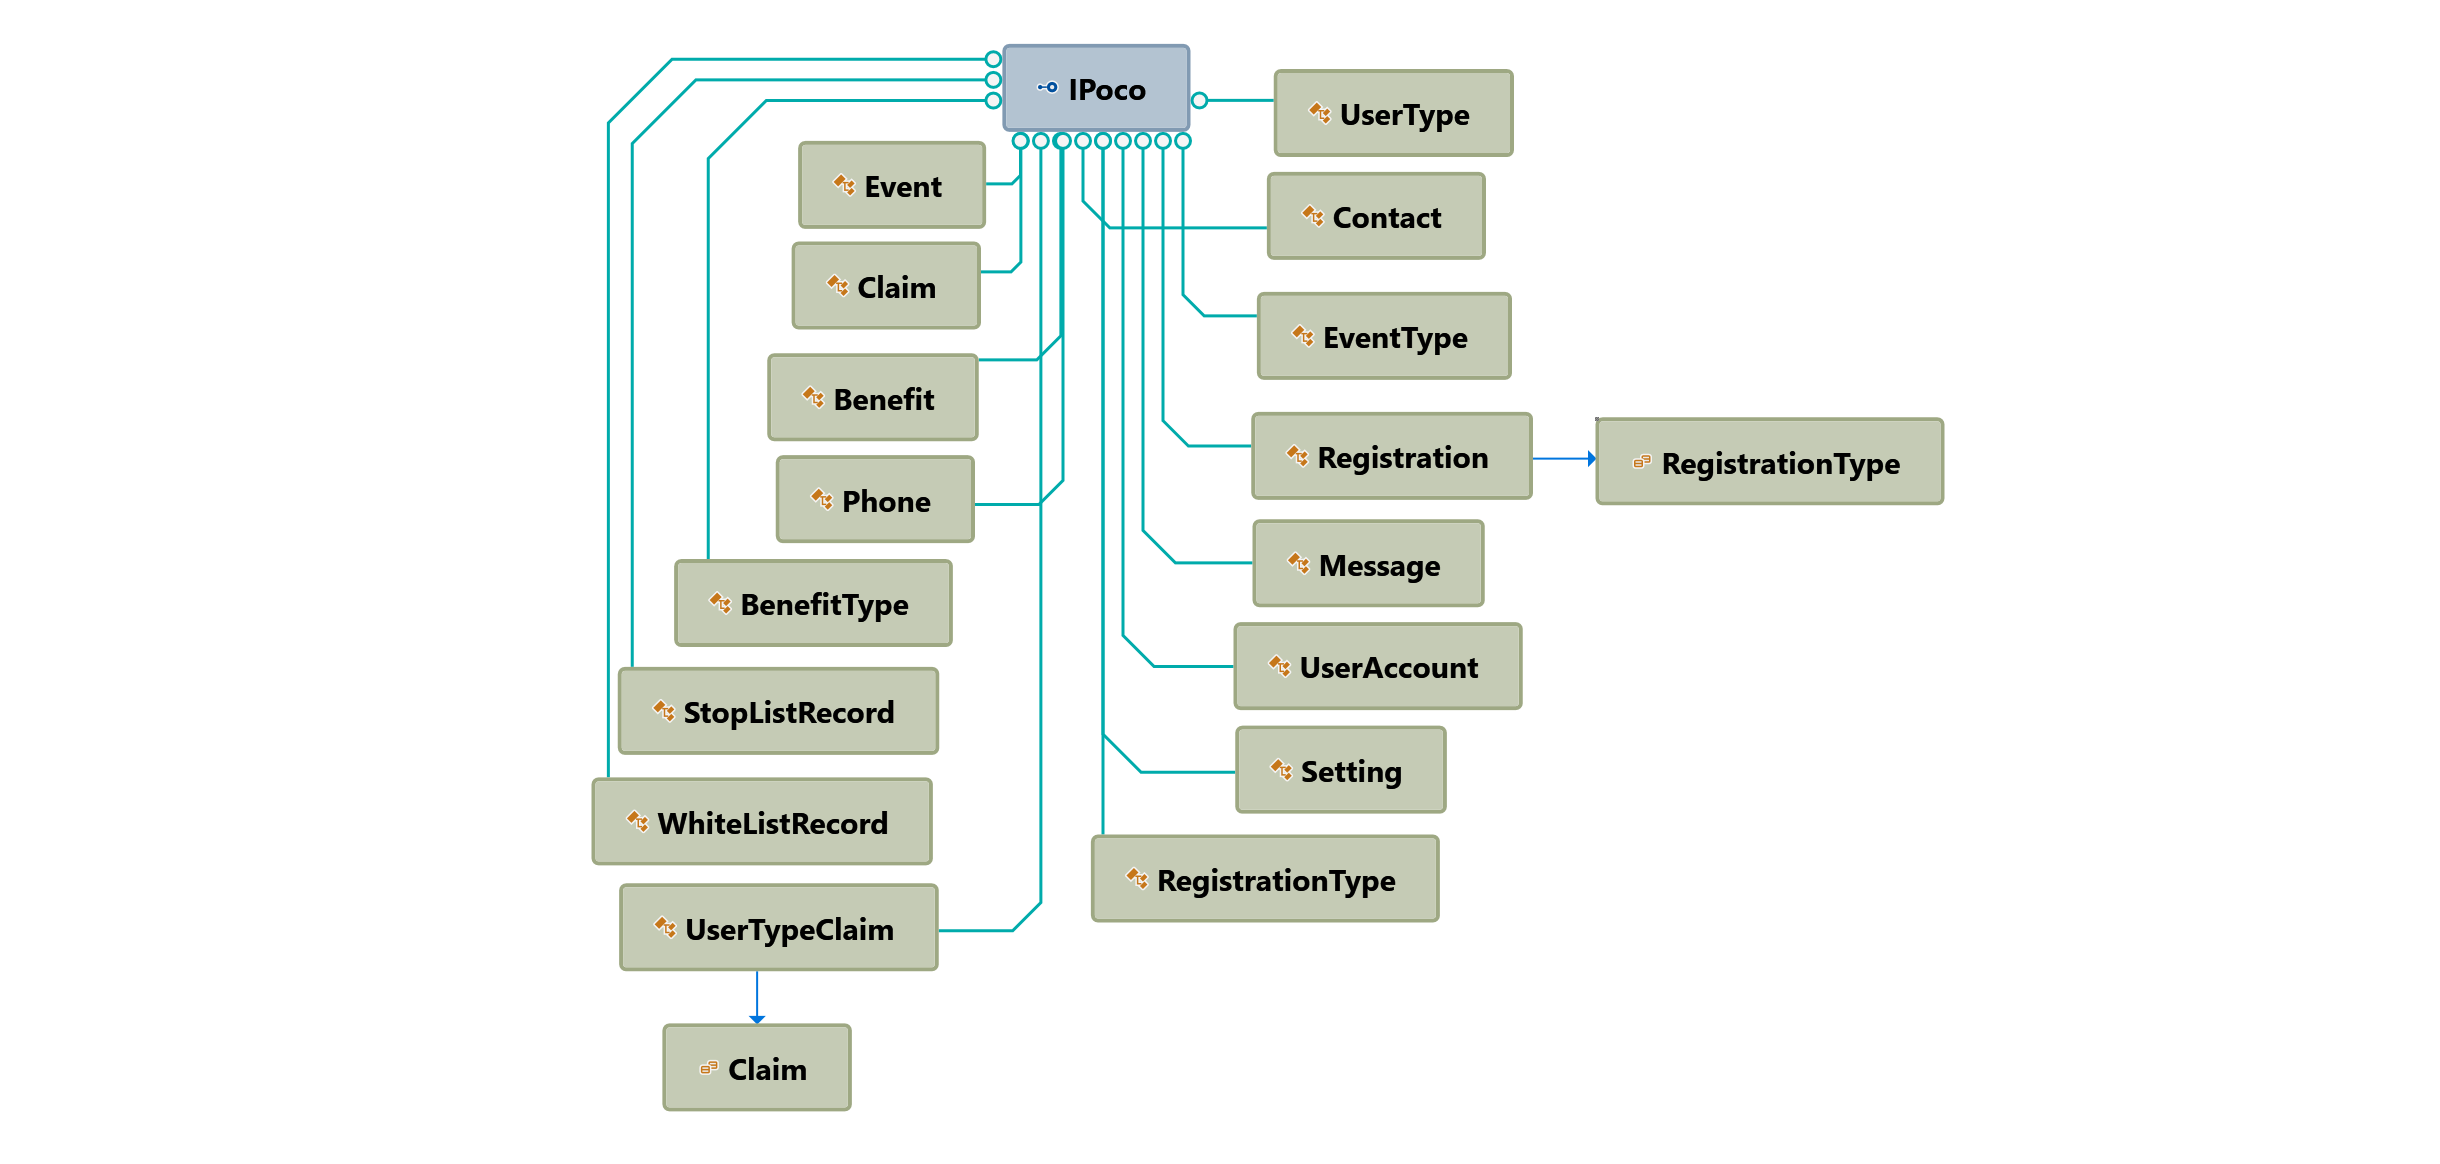 IPoco
UserType
Event
Contact
Claim
EventType
Benefit
Registration
RegistrationType
Phone
Message
BenefitType
UserAccount
StopListRecord
Setting
WhiteListRecord
RegistrationType
UserTypeClaim
Claim